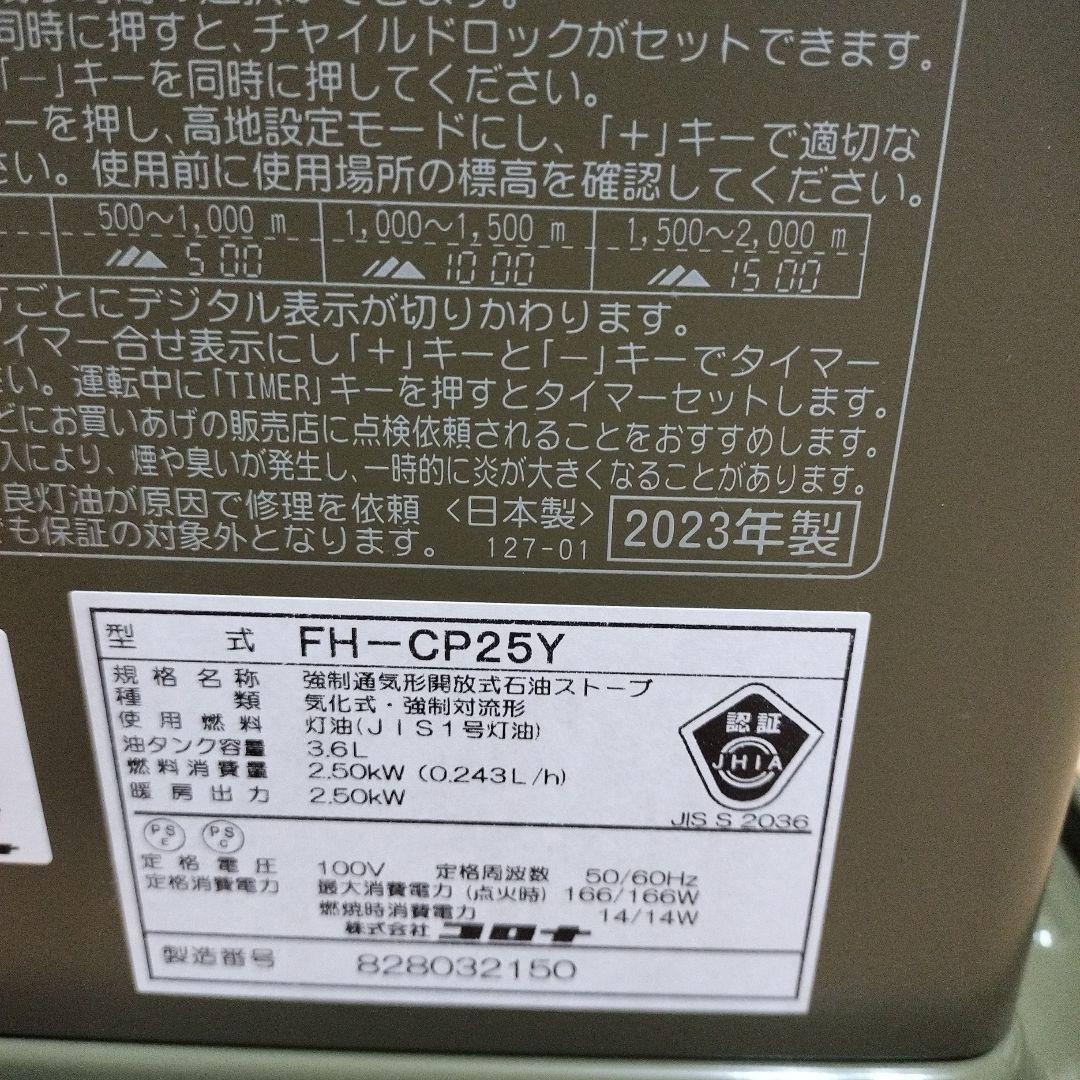 同時に押すと、チャイルドロックがセットできます。
「－」キーを同時に押してください。
ーを押し、高地設定モードにし、「＋」キーで適切な
さい。使用前に使用場所の標高を確認してください。
500～1,000 m 1,000～1,500 m 1,500～2,000 m
5 00 10 00 15 00
すごとにデジタル表示が切りかわります。
イマー合せ表示にし「＋」キーと「－」キーでタイマー
さい。運転中に「TIMER」キーを押すとタイマーセットします。
どにお買いあげの販売店に点検依頼されることをおすすめします。
入により、煙や臭いが発生し、一時的に炎が大きくなることがあります。
良灯油が原因で修理を依頼
でも保証の対象外となります。
〈日本製〉
127-01
2023年製
型式 FH－CP25Y
規格名称 強制通気形開放式石油ストーブ
種類 気化式・強制対流形
使用燃料 灯油(JIS1号灯油)
油タンク容量 3.6L
燃料消費量 2.50kW (0.243L/h)
暖房出力 2.50kW
認証
JHIA
JIS S 2036
PS E PS C
定格電圧 100V 定格周波数 50/60Hz
定格消費電力 最大消費電力 (点火時) 166/166W
燃焼時消費電力 14/14W
株式会社 コロナ
製造番号 828032150